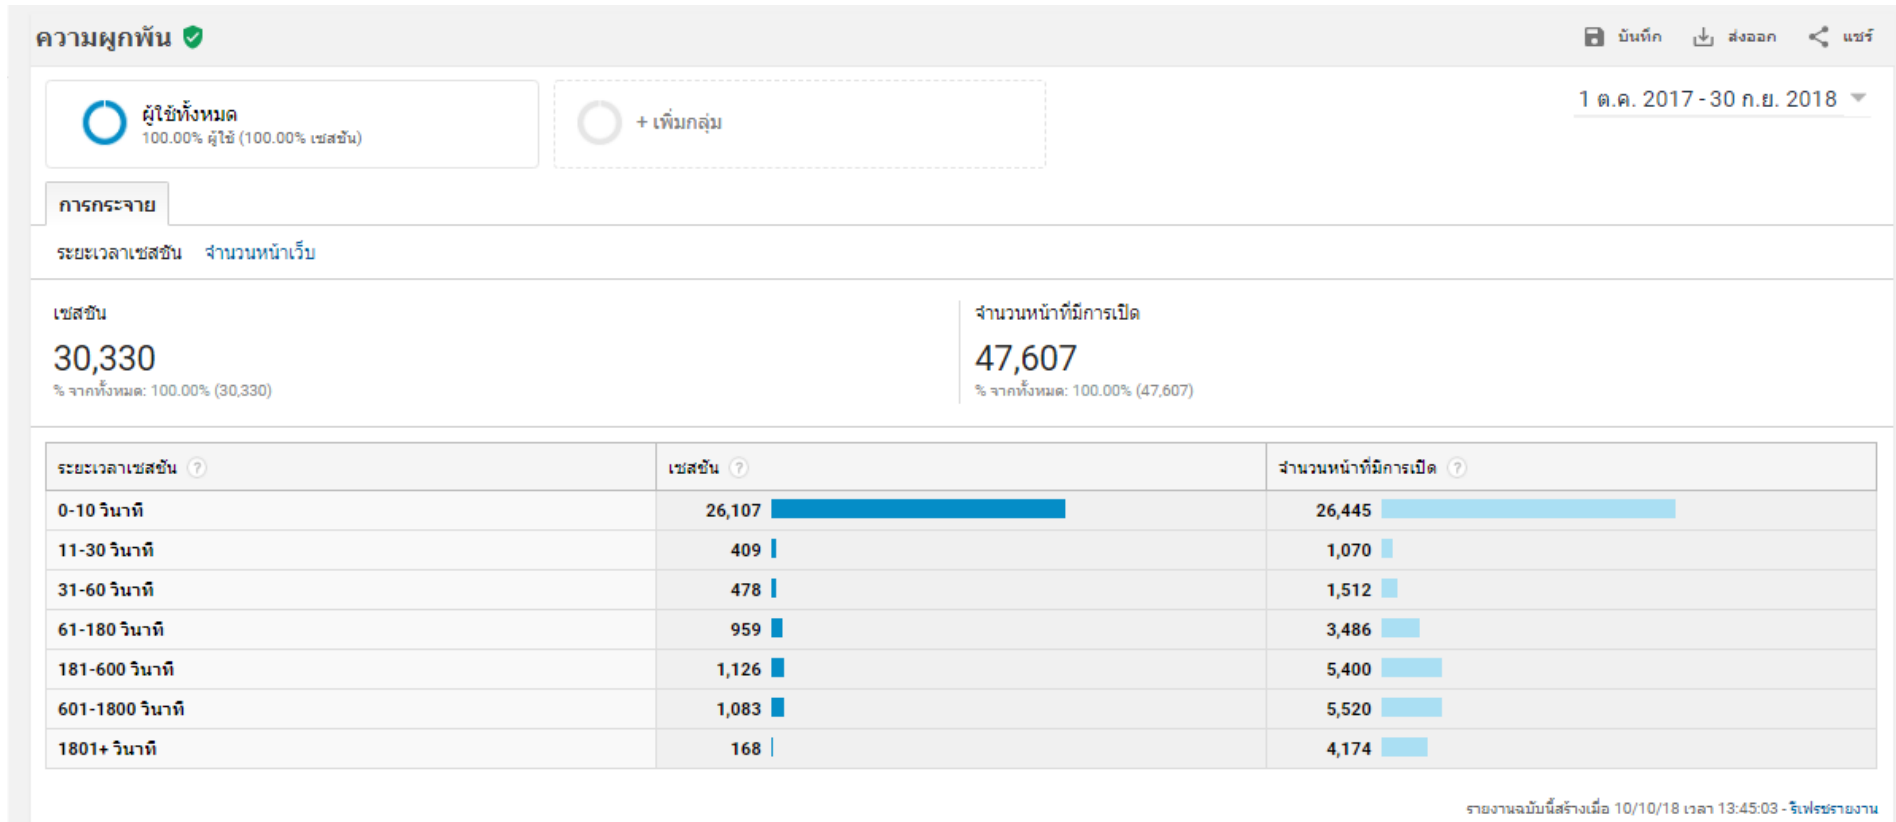 ความผูกพัน
บันทึก ส่งออก แชร์
ผู้ใช้ทั้งหมด
100.00% ผู้ใช้ (100.00% เซสชัน)
+ เพิ่มกลุ่ม
1 ต.ค. 2017 - 30 ก.ย. 2018
การกระจาย
ระยะเวลาเซสชัน จำนวนหน้าเว็บ
เซสชัน
30,330
% จากทั้งหมด: 100.00% (30,330)
จำนวนหน้าที่มีการเปิด
47,607
% จากทั้งหมด: 100.00% (47,607)
ระยะเวลาเซสชัน ? เซสชัน ? จำนวนหน้าที่มีการเปิด ?
0-10 วินาที 26,107 26,445
11-30 วินาที 409 1,070
31-60 วินาที 478 1,512
61-180 วินาที 959 3,486
181-600 วินาที 1,126 5,400
601-1800 วินาที 1,083 5,520
1801+ วินาที 168 4,174
รายงานฉบับนี้สร้างเมื่อ 10/10/18 เวลา 13:45:03 - รีเฟรชรายงาน